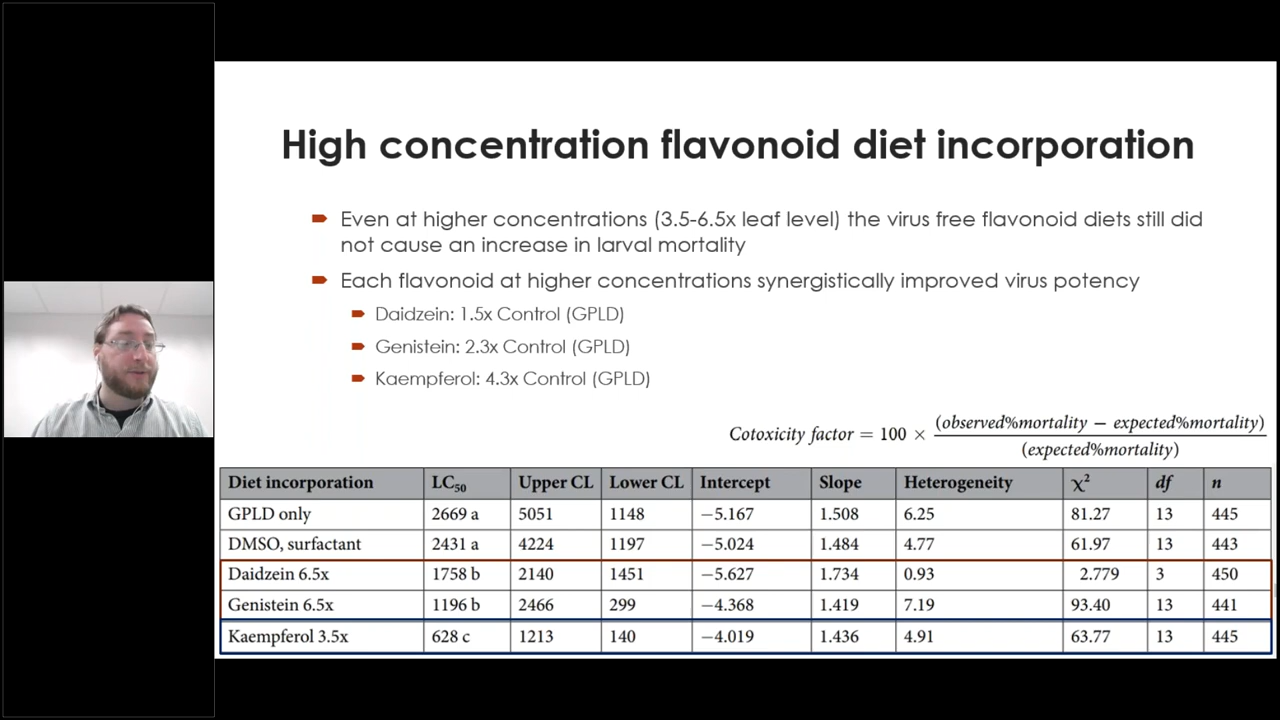 High concentration flavonoid diet incorporation
Even at higher concentrations (3.5-6.5x leaf level) the virus free flavonoid diets still did
not cause an increase in larval mortality
Each flavonoid at higher concentrations synergistically improved virus potency
Daidzein: 1.5x Control (GPLD)
Genistein: 2.3x Control (GPLD)
Kaempferol: 4.3x Control (GPLD)
Cotoxicity factor = 100 × (observed%mortality − expected%mortality) / (expected%mortality)
Diet incorporation LC50 Upper CL Lower CL Intercept Slope Heterogeneity χ² df n
GPLD only 2669 a 5051 1148 −5.167 1.508 6.25 81.27 13 445
DMSO, surfactant 2431 a 4224 1197 −5.024 1.484 4.77 61.97 13 443
Daidzein 6.5x 1758 b 2140 1451 −5.627 1.734 0.93 2.779 3 450
Genistein 6.5x 1196 b 2466 299 −4.368 1.419 7.19 93.40 13 441
Kaempferol 3.5x 628 c 1213 140 −4.019 1.436 4.91 63.77 13 445